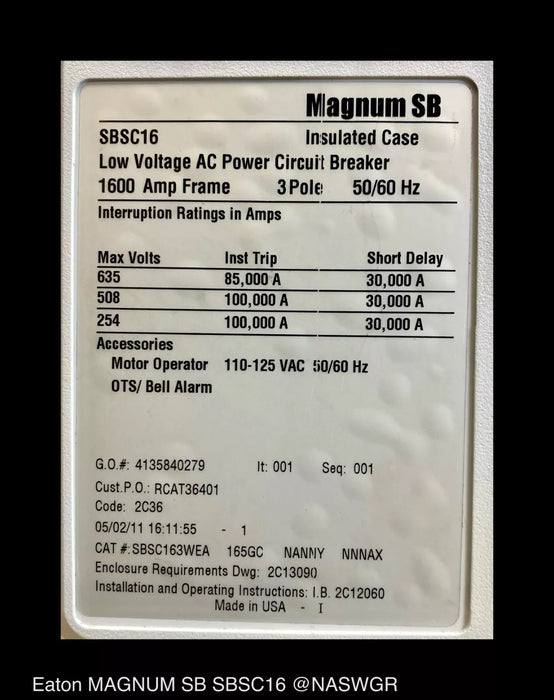 Magnum SB
SBSC16 Insulated Case
Low Voltage AC Power Circuit Breaker
1600 Amp Frame 3 Pole 50/60 Hz
Interruption Ratings in Amps
Max Volts Inst Trip Short Delay
635 85,000 A 30,000 A
508 100,000 A 30,000 A
254 100,000 A 30,000 A
Accessories
Motor Operator 110-125 VAC 50/60 Hz
OTS/ Bell Alarm
G.O.#: 4135840279 It: 001 Seq: 001
Cust.P.O.: RCAT36401
Code: 2C36
05/02/11 16:11:55 - 1
CAT #:SBSC163WEA 165GC NANNY NNNAX
Enclosure Requirements Dwg: 2C13090
Installation and Operating Instructions: I.B. 2C12060
Made in USA - I
Eaton MAGNUM SB SBSC16 @NASWGR